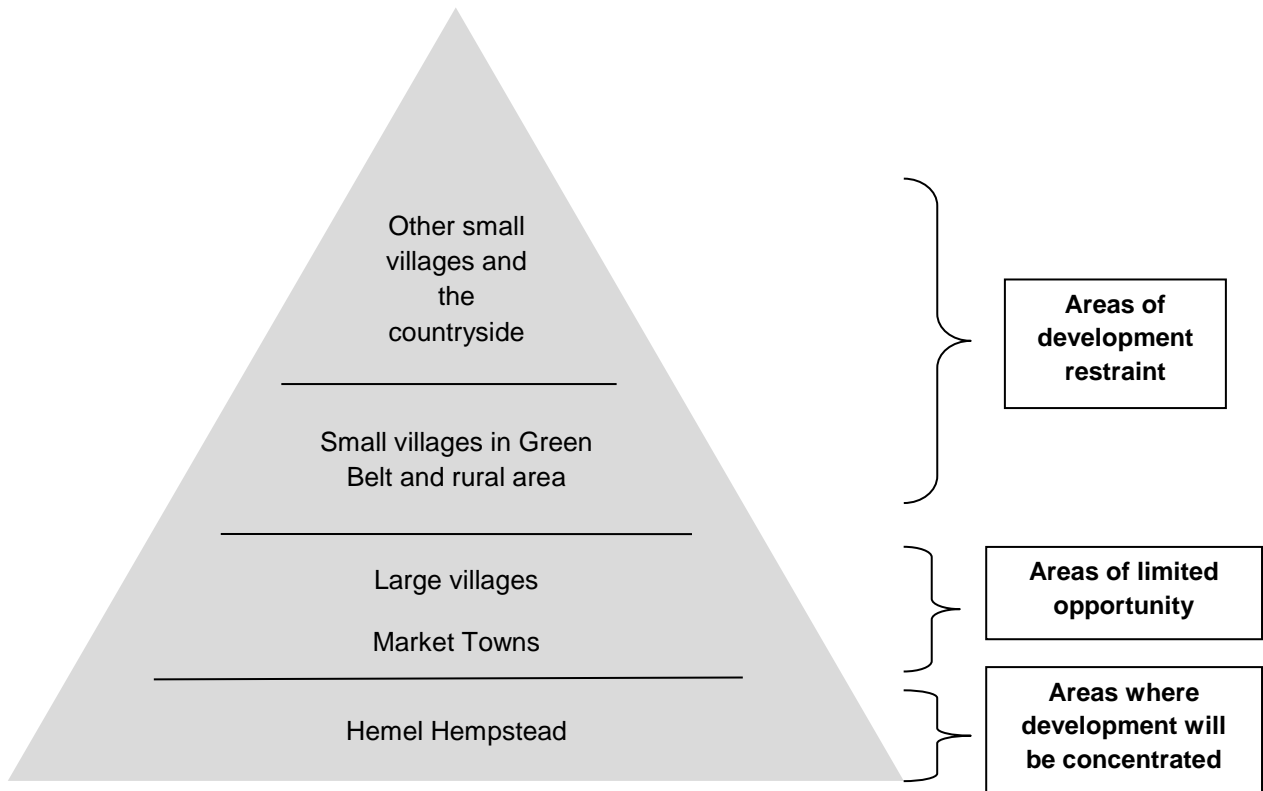 Other small
villages and
the
countryside
Areas of
development
restraint
Small villages in Green
Belt and rural area
Large villages
Market Towns
Areas of limited
opportunity
Hemel Hempstead
Areas where
development will
be concentrated